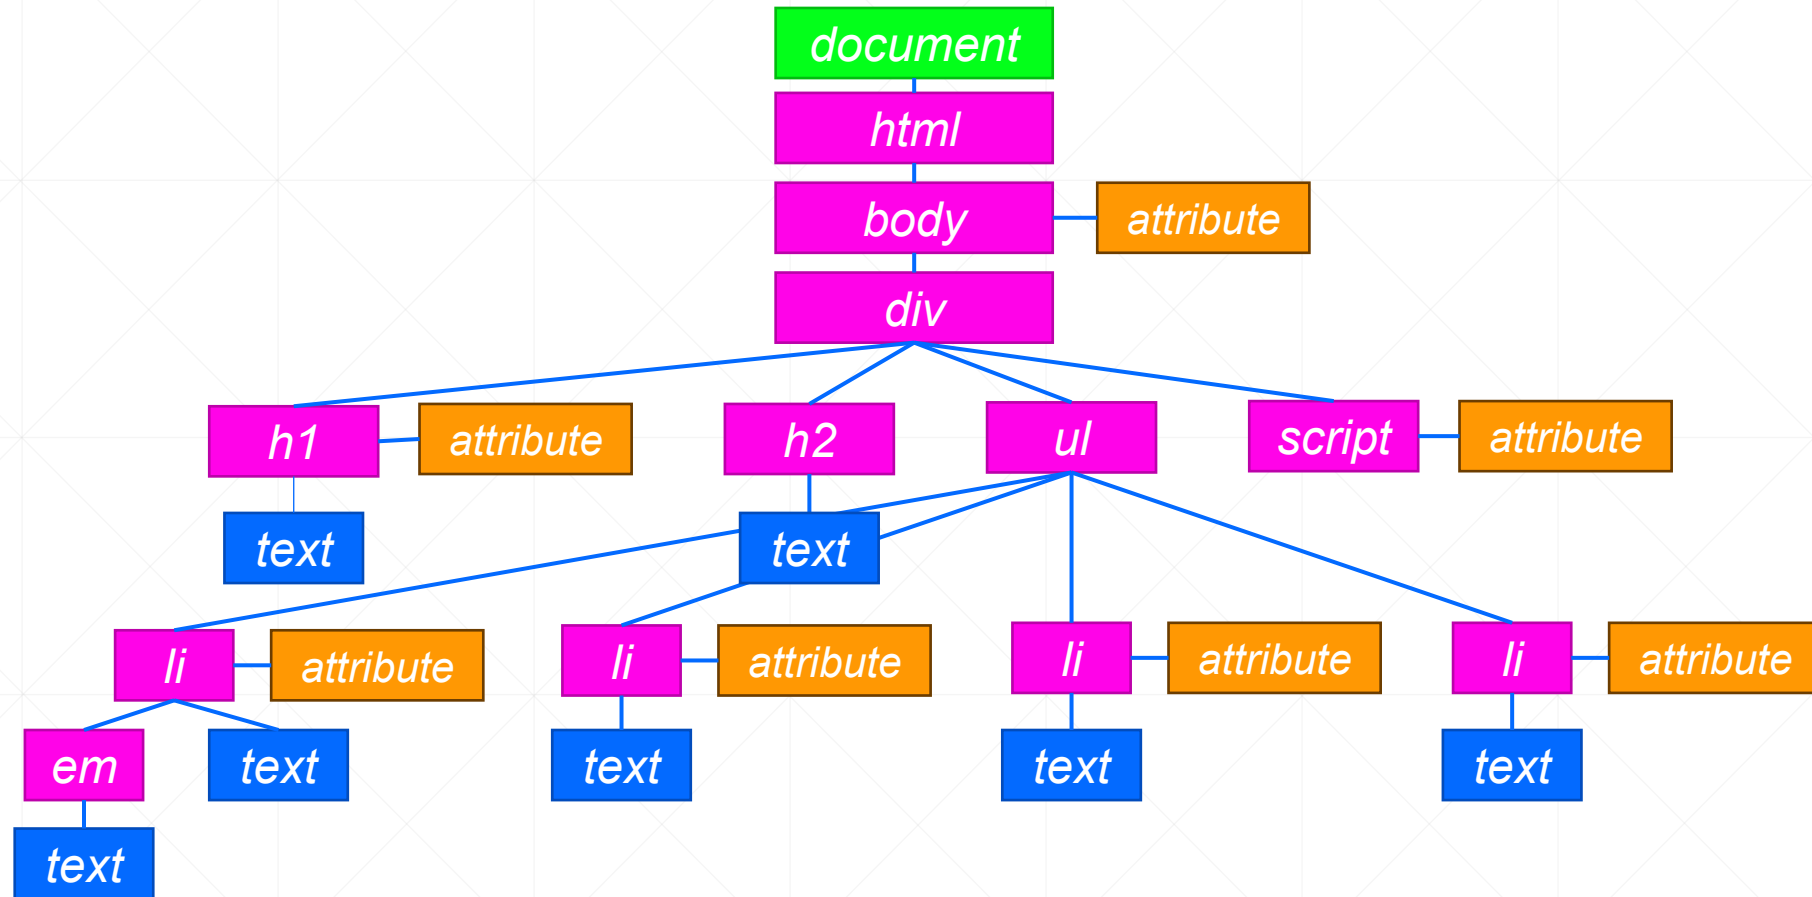 document
html
body
attribute
div
h1
attribute
h2
ul
script
attribute
text
text
li
attribute
li
attribute
li
attribute
li
attribute
em
text
text
text
text
text